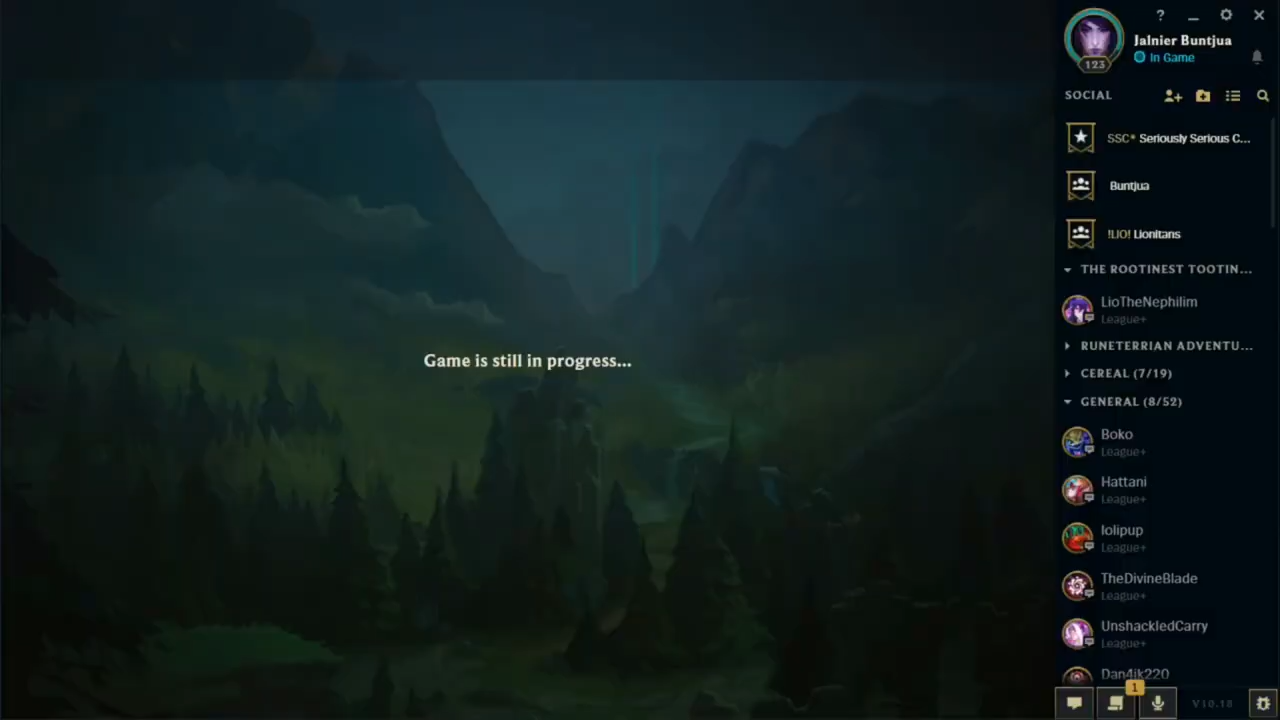 ?
Jalnier Buntjua
123
In Game
SOCIAL
SSC* Seriously Serious C...
Buntjua
!LIO! Lionitans
THE ROOTINEST TOOTIN...
LioTheNephilim
League+
RUNETERRIAN ADVENTU...
CEREAL (7/19)
Game is still in progress...
GENERAL (8/52)
Boko
League+
Hattani
League+
lolipup
League+
TheDivineBlade
League+
UnshackledCarry
League+
Dan4ik220
1
V10.18